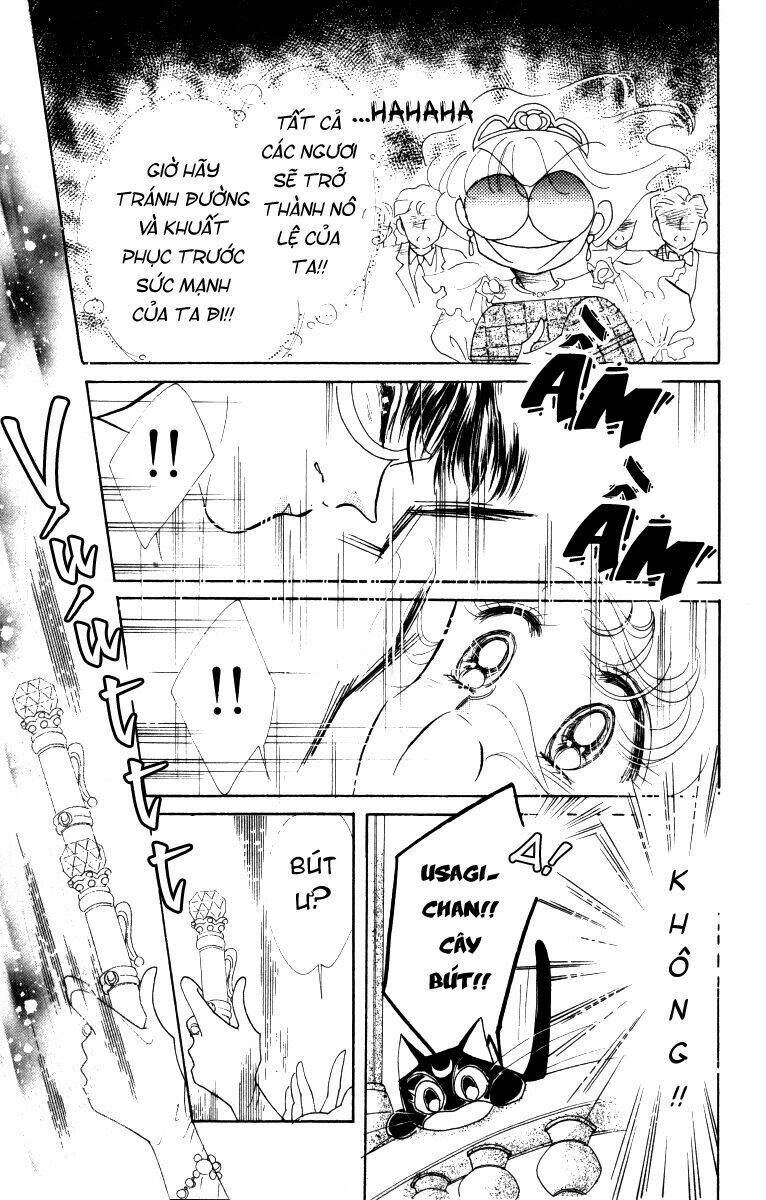 ...HAHAHA
TẤT CẢ
CÁC NGƯƠI
SẼ TRỞ
THÀNH NÔ
LỆ CỦA
TA!!
GIỜ HÃY
TRÁNH ĐƯỜNG
VÀ KHUẤT
PHỤC TRƯỚC
SỨC MẠNH
CỦA TA ĐI!!
ẦM
ẦM
!!
!!
KHÔNG!!
A!
USAGI-
CHAN!!
CÂY
BÚT!!
BÚT
Ư?
Vụúttttt